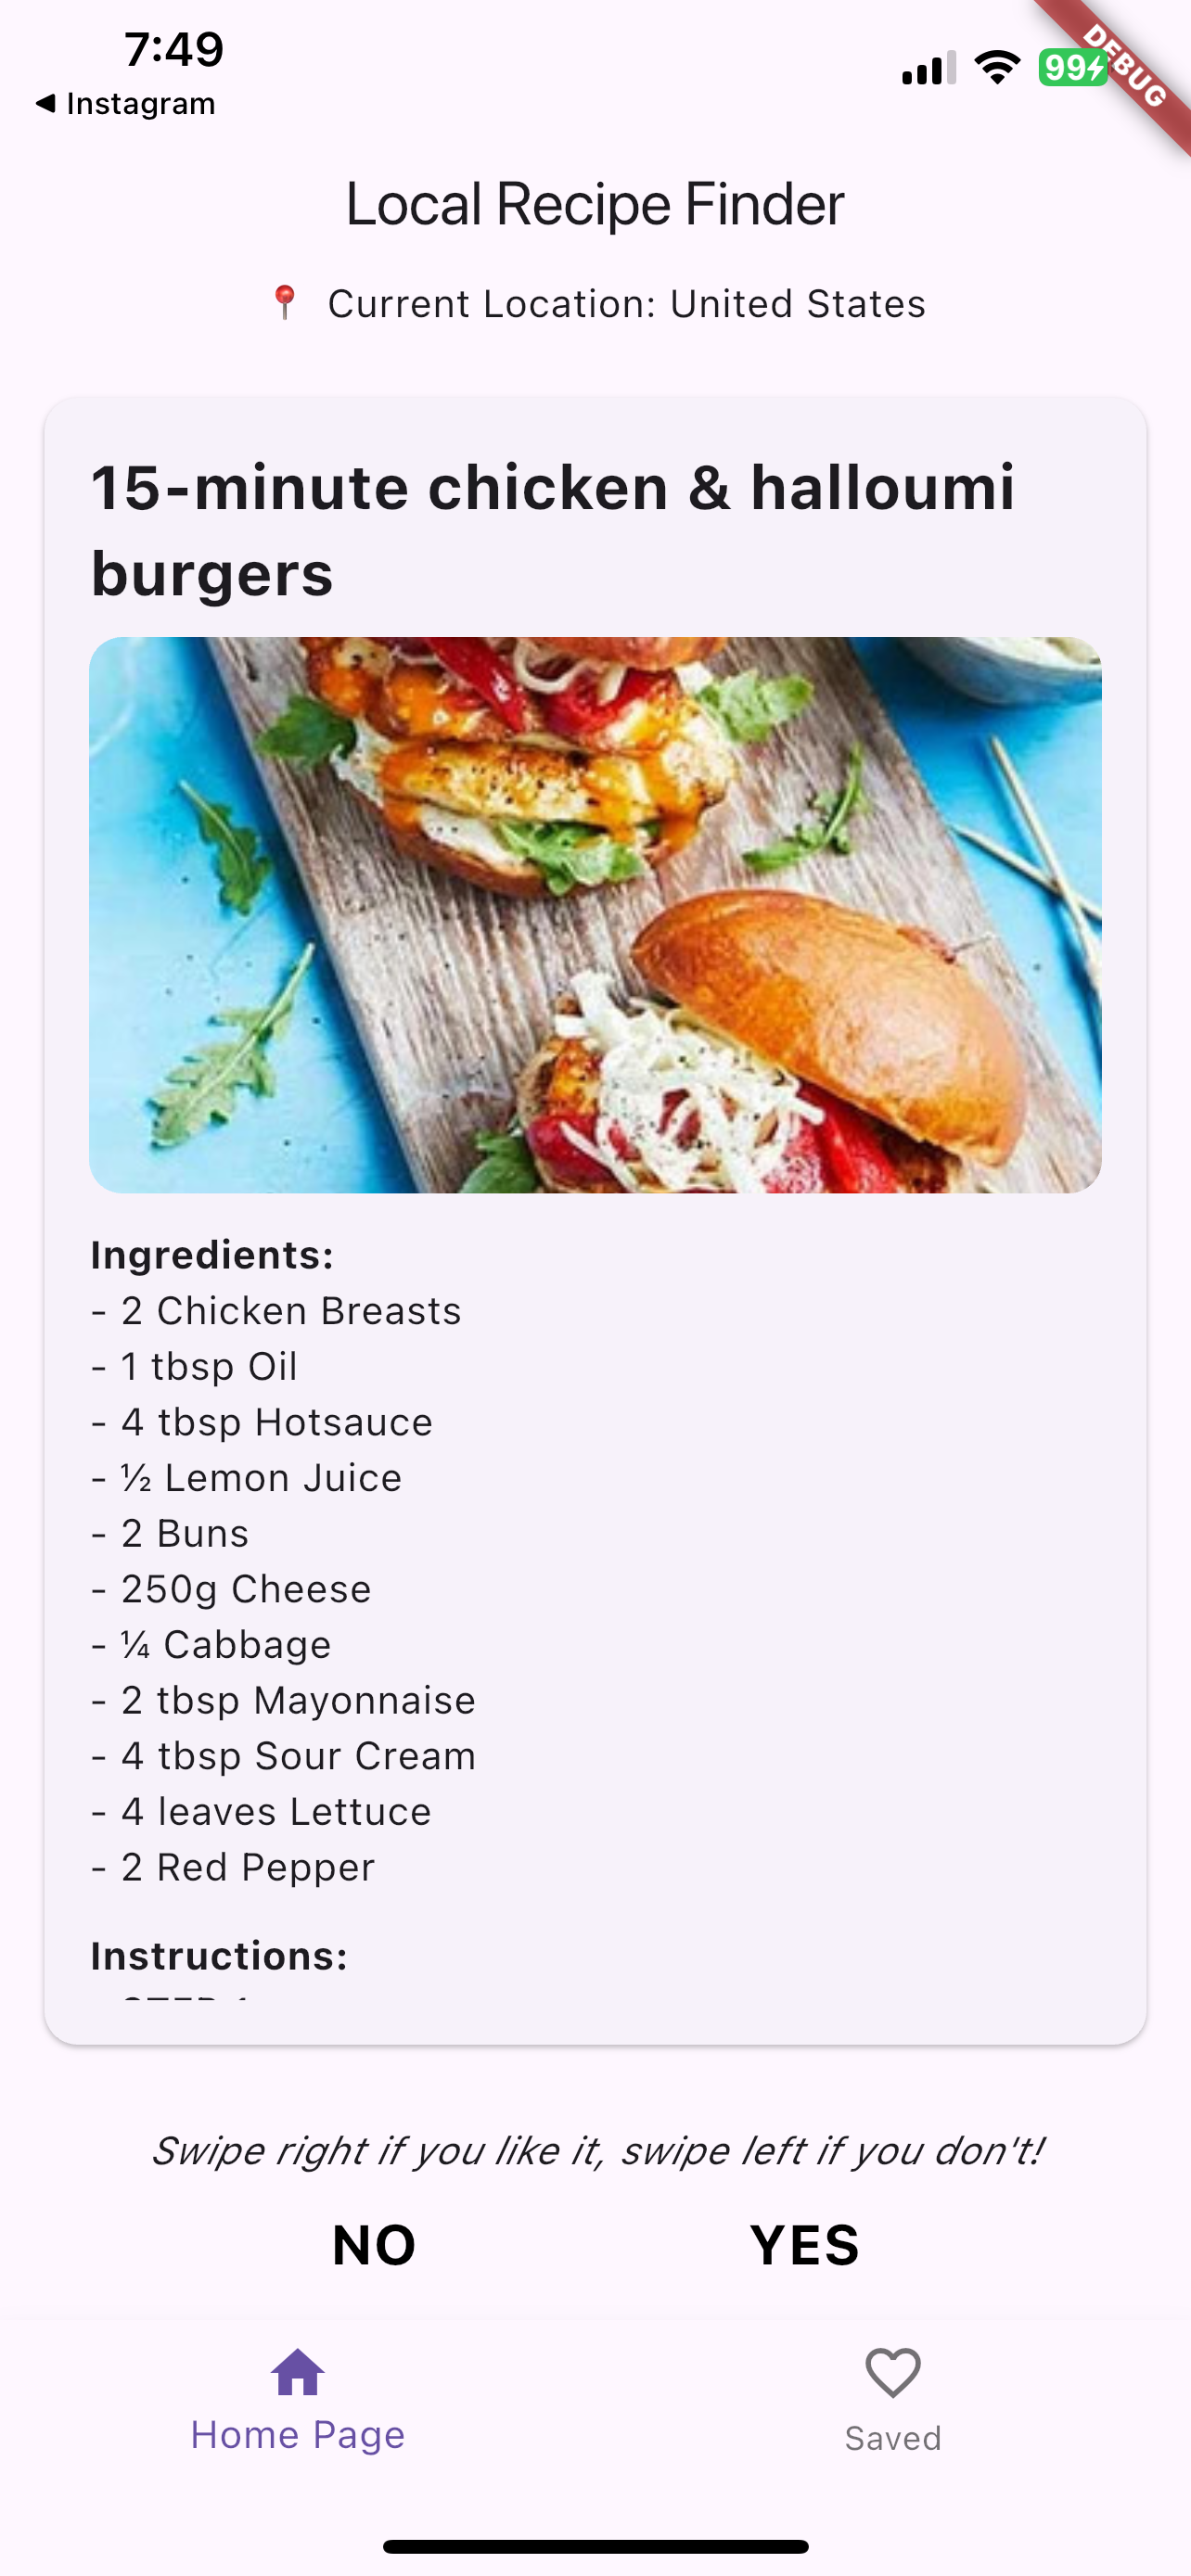 7:49
◀ Instagram
99
DEBUG
Local Recipe Finder
📍 Current Location: United States
15-minute chicken & halloumi
burgers
Ingredients:
- 2 Chicken Breasts
- 1 tbsp Oil
- 4 tbsp Hotsauce
- ½ Lemon Juice
- 2 Buns
- 250g Cheese
- ¼ Cabbage
- 2 tbsp Mayonnaise
- 4 tbsp Sour Cream
- 4 leaves Lettuce
- 2 Red Pepper
Instructions:
Swipe right if you like it, swipe left if you don't!
NO YES
Home Page Saved